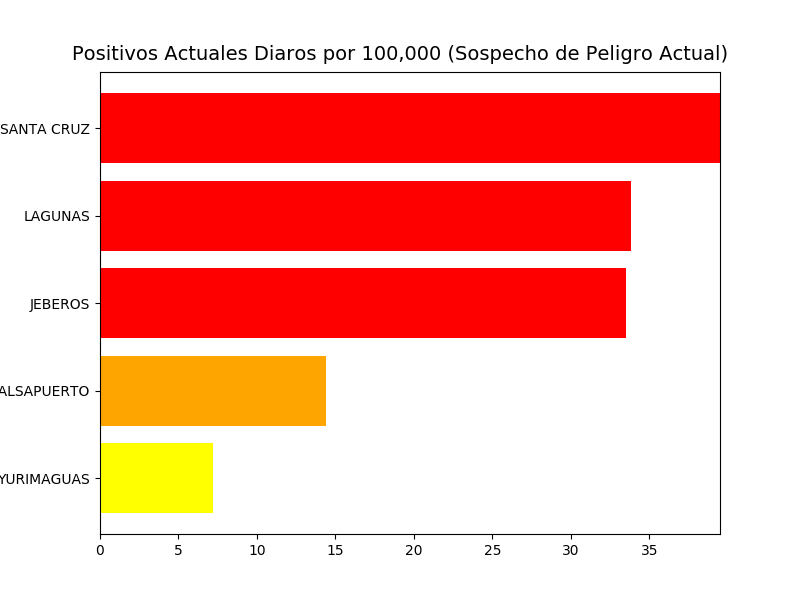 Positivos Actuales Diaros por 100,000 (Sospecho de Peligro Actual)
SANTA CRUZ
LAGUNAS
JEBEROS
ALSAPUERTO
YURIMAGUAS
0 5 10 15 20 25 30 35